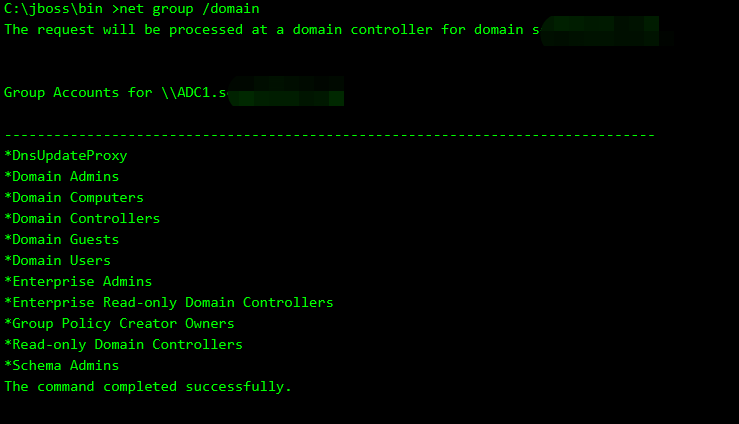 C:\jboss\bin >net group /domain
The request will be processed at a domain controller for domain s
Group Accounts for \\ADC1.s
-------------------------------------------------------------------------------
*DnsUpdateProxy
*Domain Admins
*Domain Computers
*Domain Controllers
*Domain Guests
*Domain Users
*Enterprise Admins
*Enterprise Read-only Domain Controllers
*Group Policy Creator Owners
*Read-only Domain Controllers
*Schema Admins
The command completed successfully.